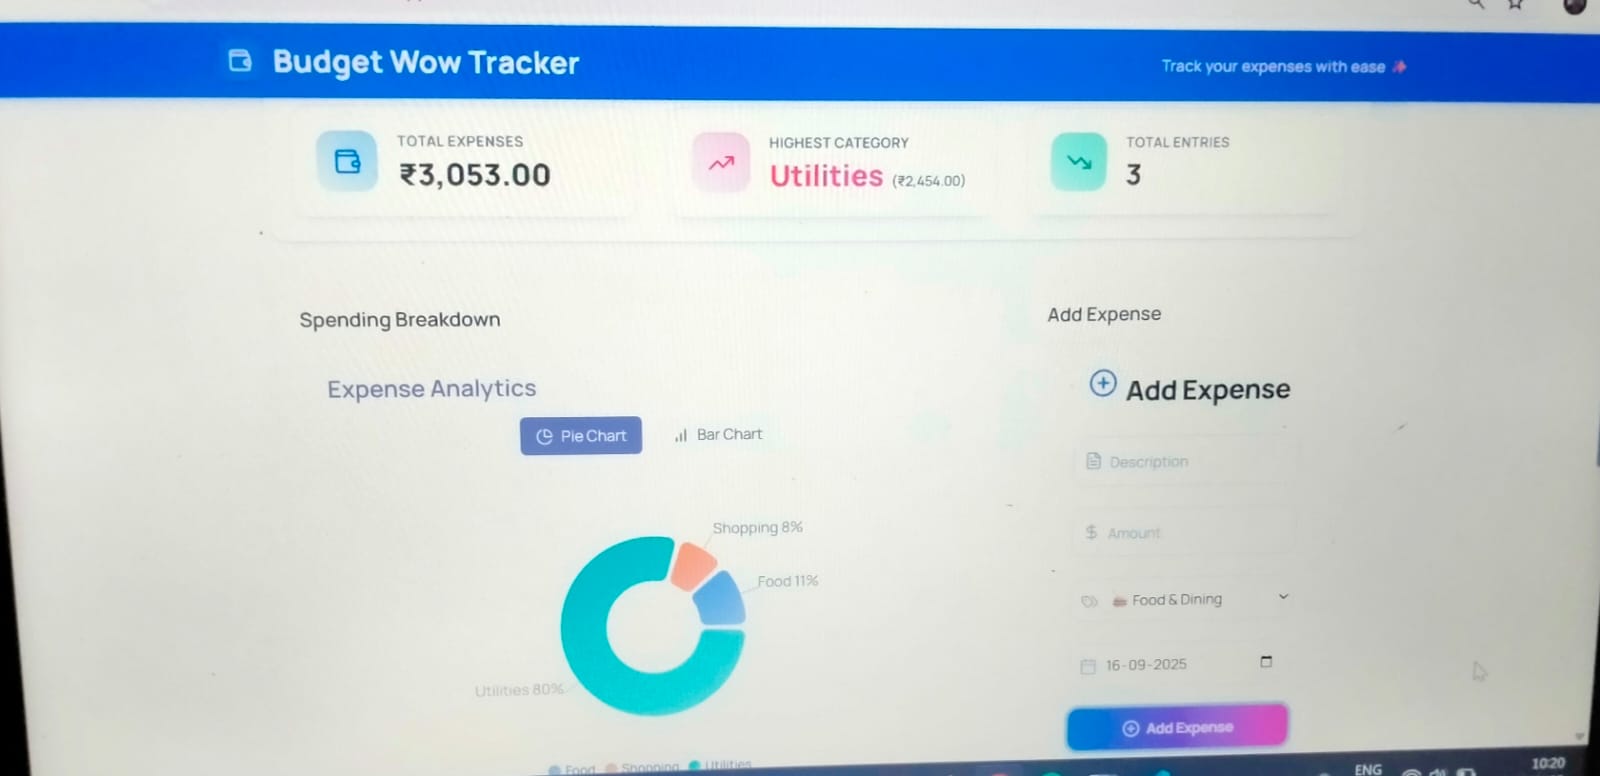 Budget Wow Tracker
Track your expenses with ease
TOTAL EXPENSES
₹3,053.00
HIGHEST CATEGORY
Utilities (₹2,454.00)
TOTAL ENTRIES
3
Spending Breakdown
Expense Analytics
Pie Chart
Bar Chart
Shopping 8%
Food 11%
Utilities 80%
Food Shopping Utilities
Add Expense
Add Expense
Description
$ Amount
Food & Dining
16-09-2025
Add Expense
ENG
10:20